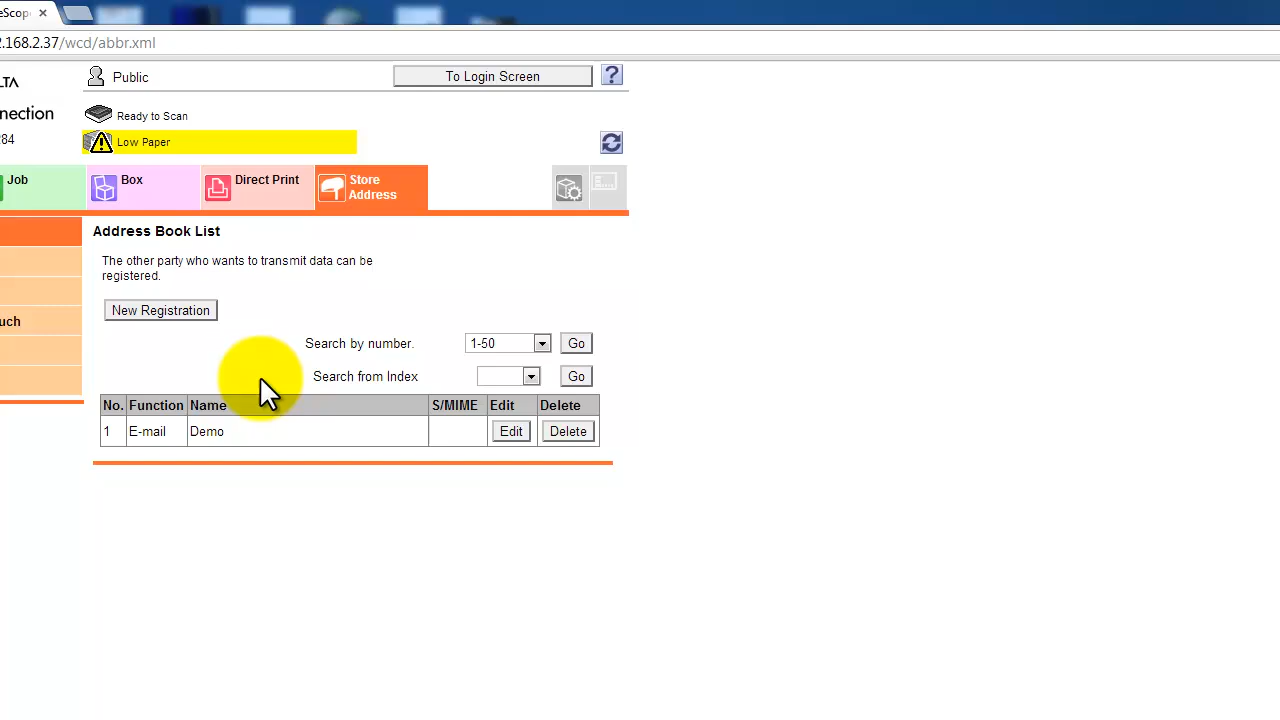 eScope
2.168.2.37/wcd/abbr.xml
LTA
Public
To Login Screen
?
nection
Ready to Scan
284
Low Paper
Job
Box
Direct Print
Store
Address
Address Book List
The other party who wants to transmit data can be
registered.
New Registration
uch
Search by number.
1-50
Go
Search from Index
Go
No. Function Name S/MIME Edit Delete
1 E-mail Demo Edit Delete